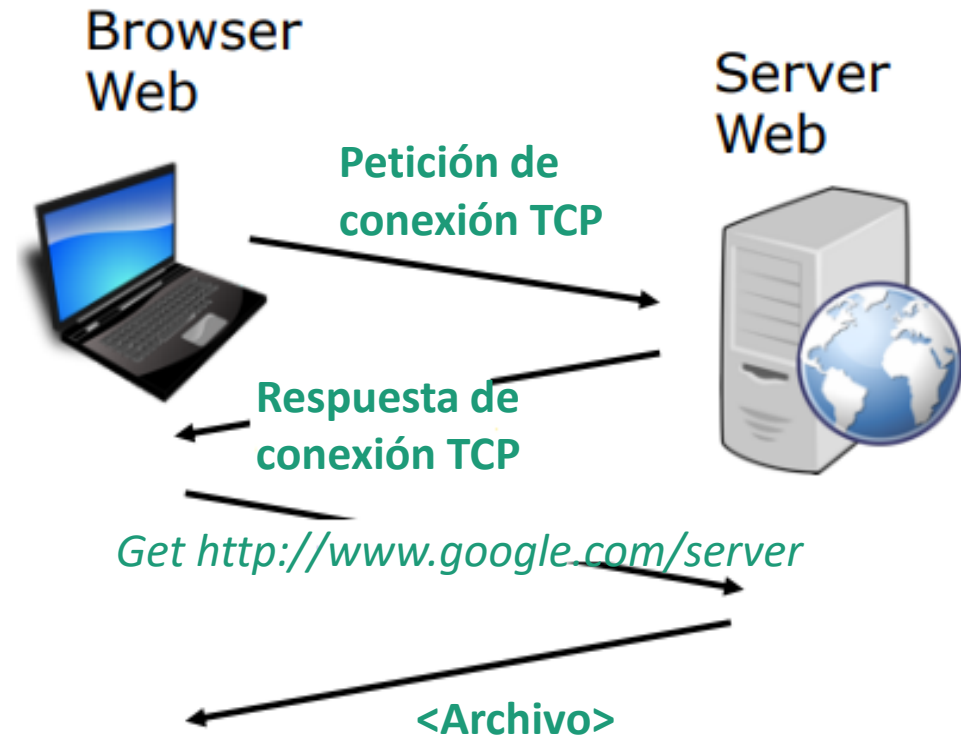 Browser
Web
Server
Web
Petición de
conexión TCP
Respuesta de
conexión TCP
Get http://www.google.com/server
<Archivo>